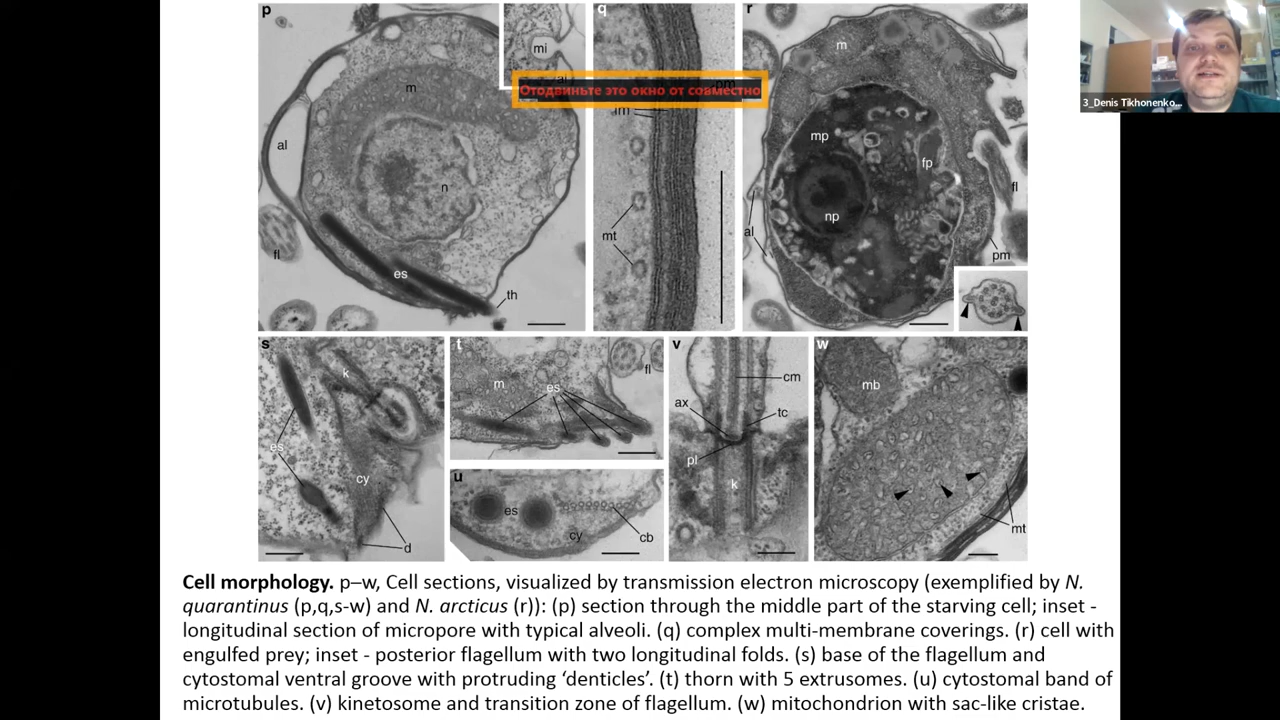 p
mi
al
m
n
al
fl
es
th
q
pm
Отодвиньте это окно от совместно
im
mt
r
m
mp
fp
np
al
fl
pm
3_Denis Tikhonenko...
s
k
es
cy
d
t
m
es
fl
u
es
cy
cb
v
cm
ax
tc
pl
k
w
mb
mt
Cell morphology. p–w, Cell sections, visualized by transmission electron microscopy (exemplified by N.
quarantinus (p,q,s-w) and N. arcticus (r)): (p) section through the middle part of the starving cell; inset -
longitudinal section of micropore with typical alveoli. (q) complex multi-membrane coverings. (r) cell with
engulfed prey; inset - posterior flagellum with two longitudinal folds. (s) base of the flagellum and
cytostomal ventral groove with protruding ‘denticles’. (t) thorn with 5 extrusomes. (u) cytostomal band of
microtubules. (v) kinetosome and transition zone of flagellum. (w) mitochondrion with sac-like cristae.